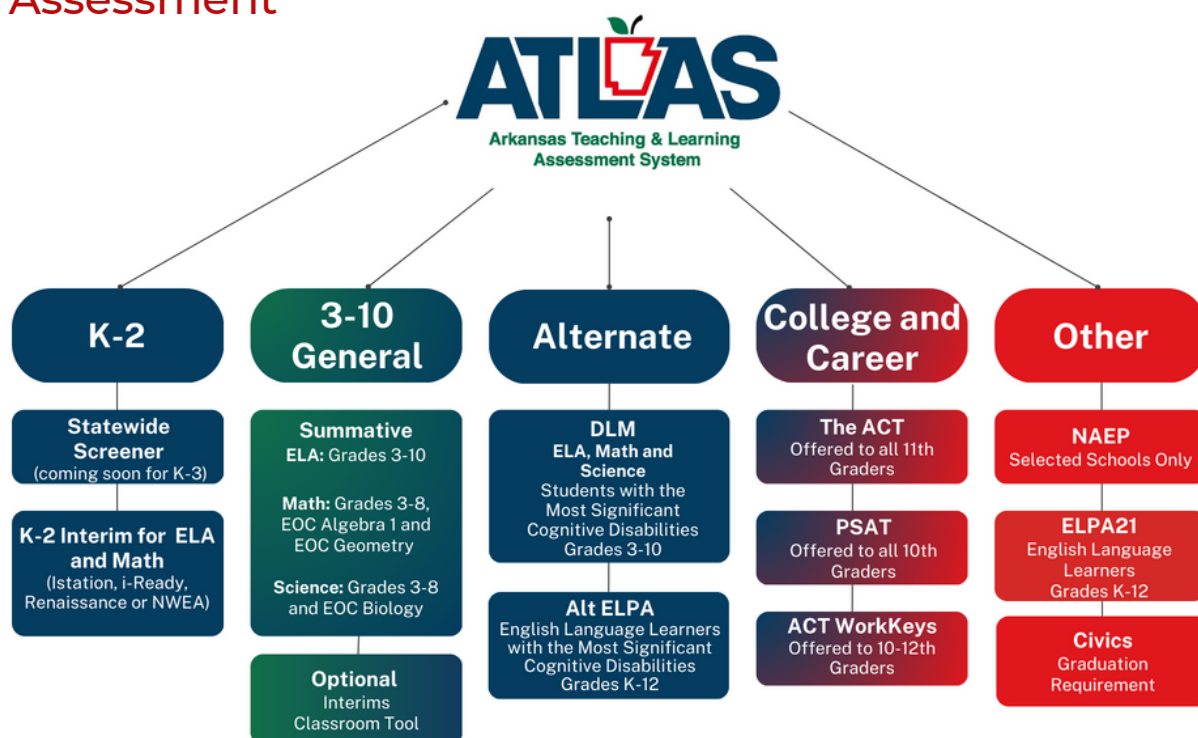 Assessment
ATLAS
Arkansas Teaching & Learning
Assessment System
K-2
Statewide
Screener
(coming soon for K-3)
K-2 Interim for ELA
and Math
(Istation, i-Ready,
Renaissance or NWEA)
3-10
General
Summative
ELA: Grades 3-10
Math: Grades 3-8,
EOC Algebra 1 and
EOC Geometry
Science: Grades 3-8
and EOC Biology
Optional
Interims
Classroom Tool
Alternate
DLM
ELA, Math and
Science
Students with the
Most Significant
Cognitive Disabilities
Grades 3-10
Alt ELPA
English Language Learners
with the Most Significant
Cognitive Disabilities
Grades K-12
College and
Career
The ACT
Offered to all 11th
Graders
PSAT
Offered to all 10th
Graders
ACT WorkKeys
Offered to 10-12th
Graders
Other
NAEP
Selected Schools Only
ELPA21
English Language
Learners
Grades K-12
Civics
Graduation
Requirement